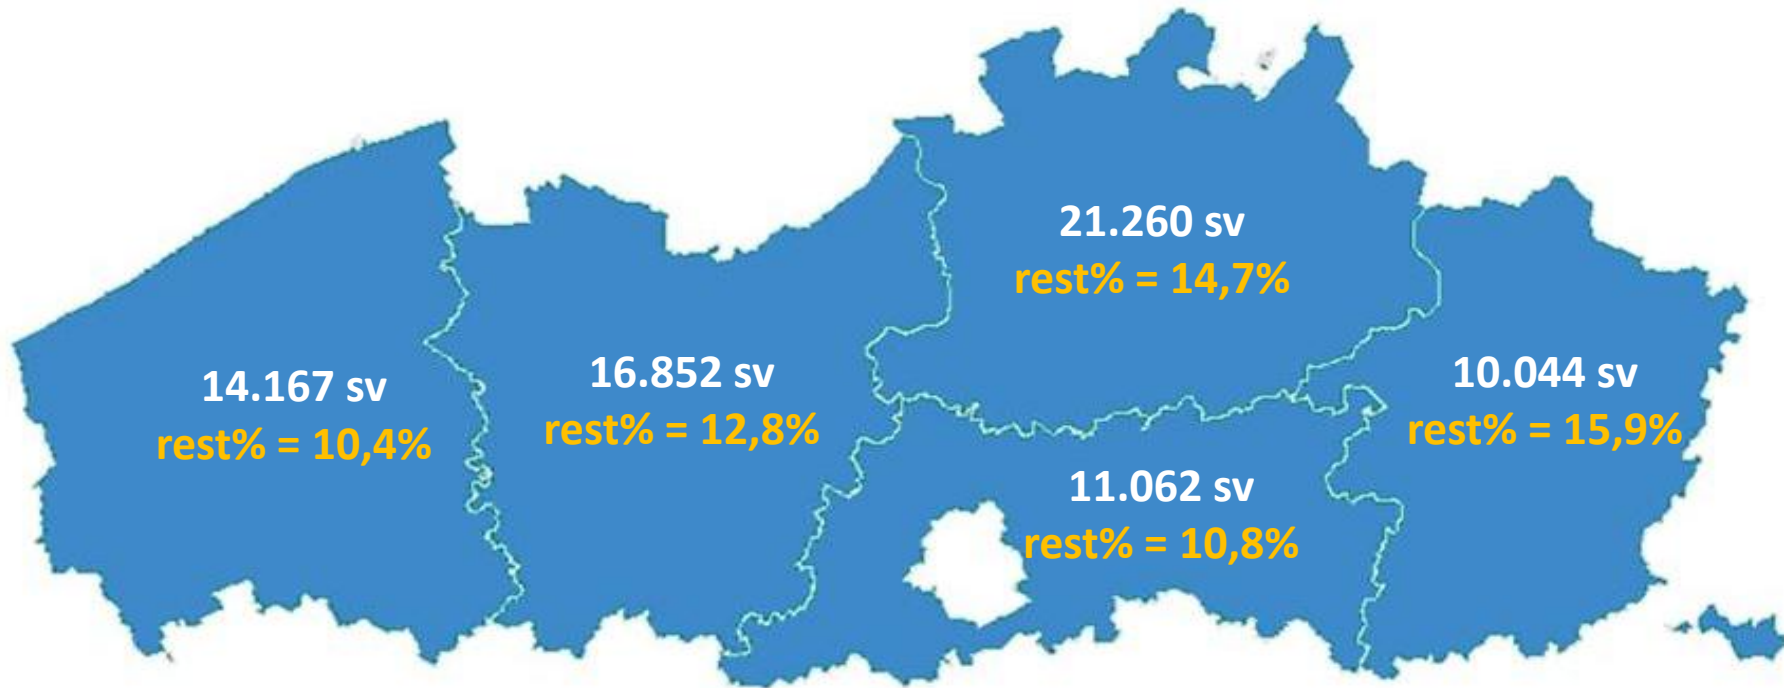 21.260 sv
rest% = 14,7%
14.167 sv
rest% = 10,4%
16.852 sv
rest% = 12,8%
10.044 sv
rest% = 15,9%
11.062 sv
rest% = 10,8%